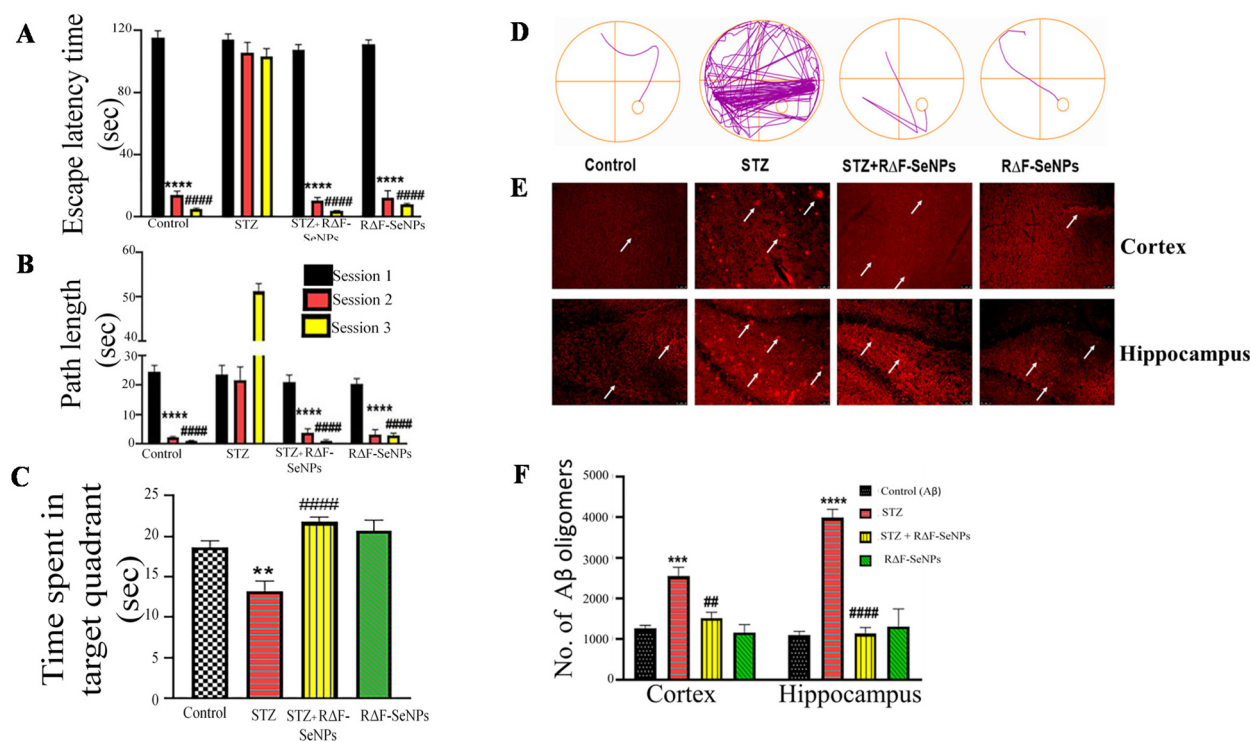 A
Escape latency time
(sec)
120
80
40
0
****
####
****
####
****
####
Control
STZ
STZ+RΔF-
SeNPs
RΔF-SeNPs
B
Path length
(sec)
60
50
40
30
20
10
0
Session 1
Session 2
Session 3
****
####
****
####
****
####
Control
STZ
STZ+RΔF-
SeNPs
RΔF-SeNPs
C
Time spent in
target quadrant
(sec)
25
20
15
10
5
0
**
####
Control
STZ
STZ+RΔF-
SeNPs
RΔF-SeNPs
D
Control
STZ
STZ+RΔF-SeNPs
RΔF-SeNPs
E
Cortex
Hippocampus
F
No. of Aβ oligomers
5000
4000
3000
2000
1000
0
***
##
****
####
Control (Aβ)
STZ
STZ + RΔF-SeNPs
RΔF-SeNPs
Cortex
Hippocampus